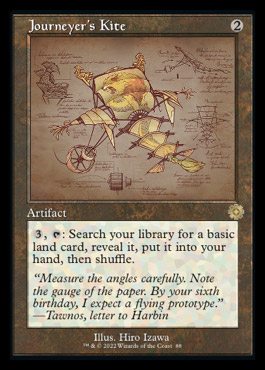 Journeyer's Kite 2
Artifact
3, T: Search your library for a basic
land card, reveal it, put it into your
hand, then shuffle.
“Measure the angles carefully. Note
the gauge of the paper. By your sixth
birthday, I expect a flying prototype.”
—Tawnos, letter to Harbin
Illus. Hiro Izawa
™ & © 2022 Wizards of the Coast 88